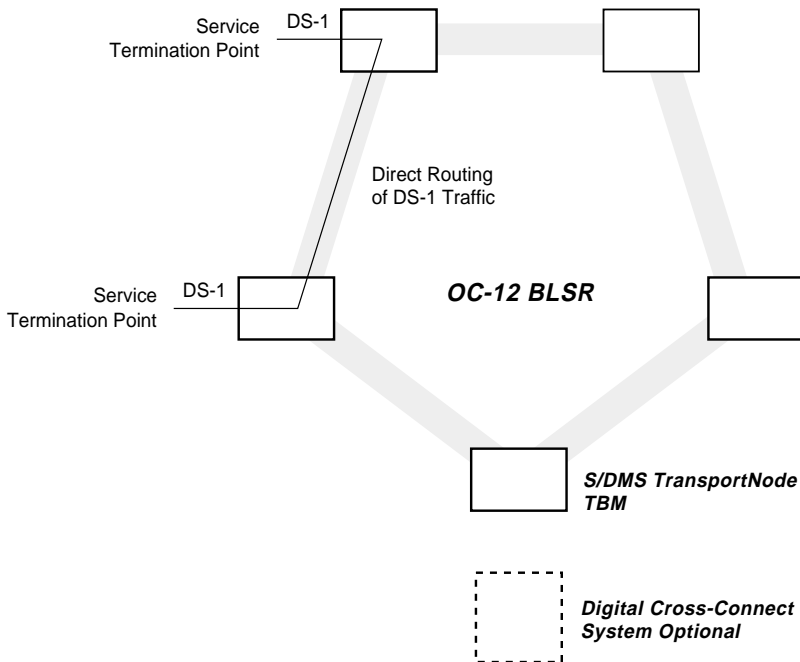 Service
Termination Point
DS-1
Direct Routing
of DS-1 Traffic
Service
Termination Point
DS-1
OC-12 BLSR
S/DMS TransportNode
TBM
Digital Cross-Connect
System Optional